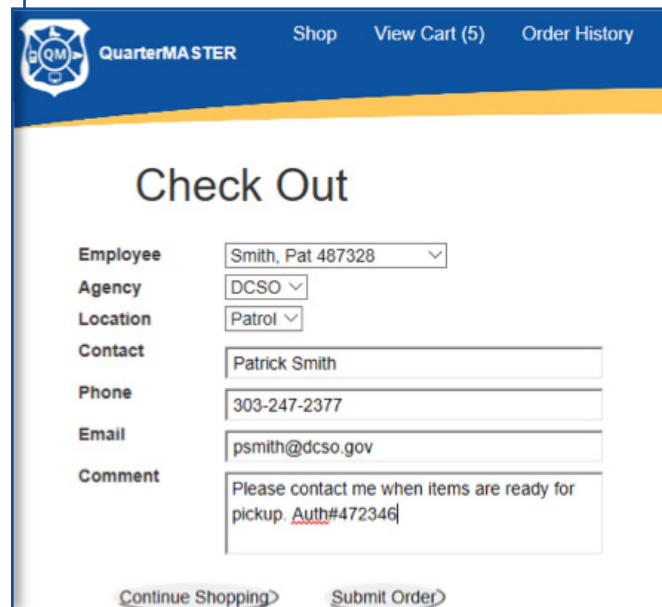 QM
QuarterMASTER
Shop View Cart (5) Order History
Check Out
Employee Smith, Pat 487328
Agency DCSO
Location Patrol
Contact Patrick Smith
Phone 303-247-2377
Email psmith@dcso.gov
Comment Please contact me when items are ready for
pickup. Auth#472346
Continue Shopping Submit Order